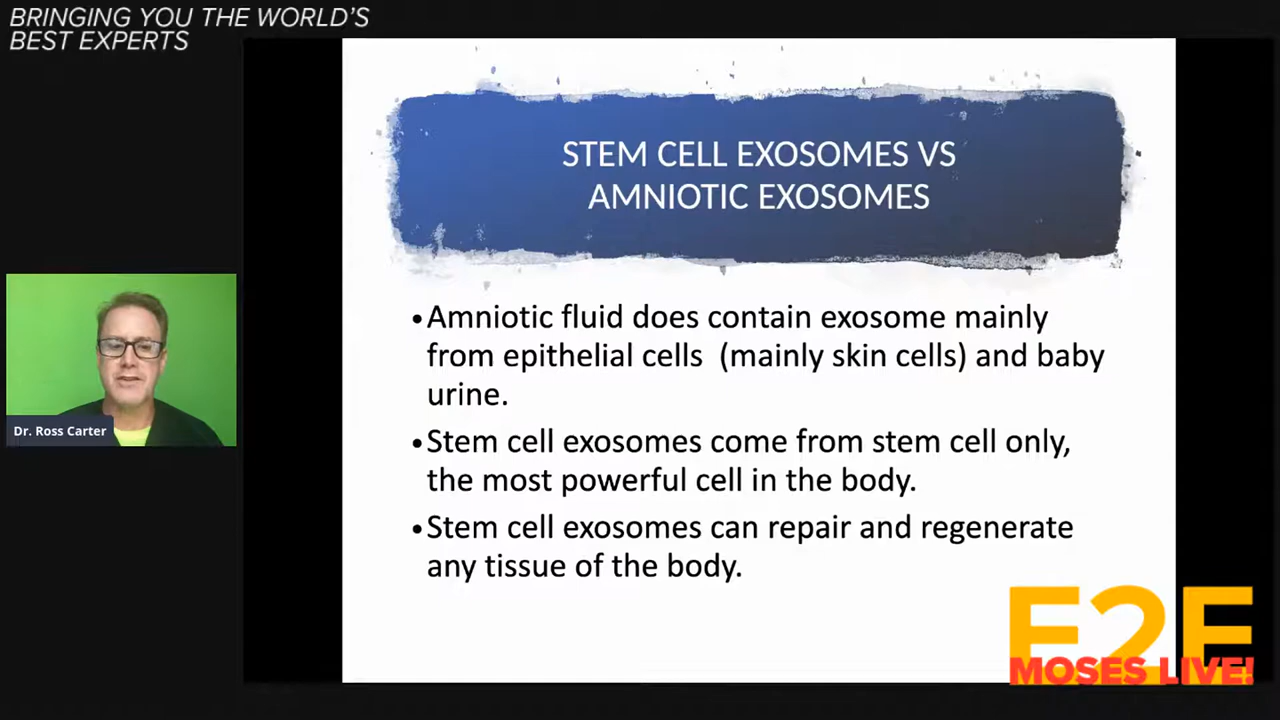 BRINGING YOU THE WORLD'S
BEST EXPERTS
STEM CELL EXOSOMES VS
AMNIOTIC EXOSOMES
•Amniotic fluid does contain exosome mainly
from epithelial cells (mainly skin cells) and baby
urine.
•Stem cell exosomes come from stem cell only,
the most powerful cell in the body.
•Stem cell exosomes can repair and regenerate
any tissue of the body.
Dr. Ross Carter
E2E
MOSES LIVE!